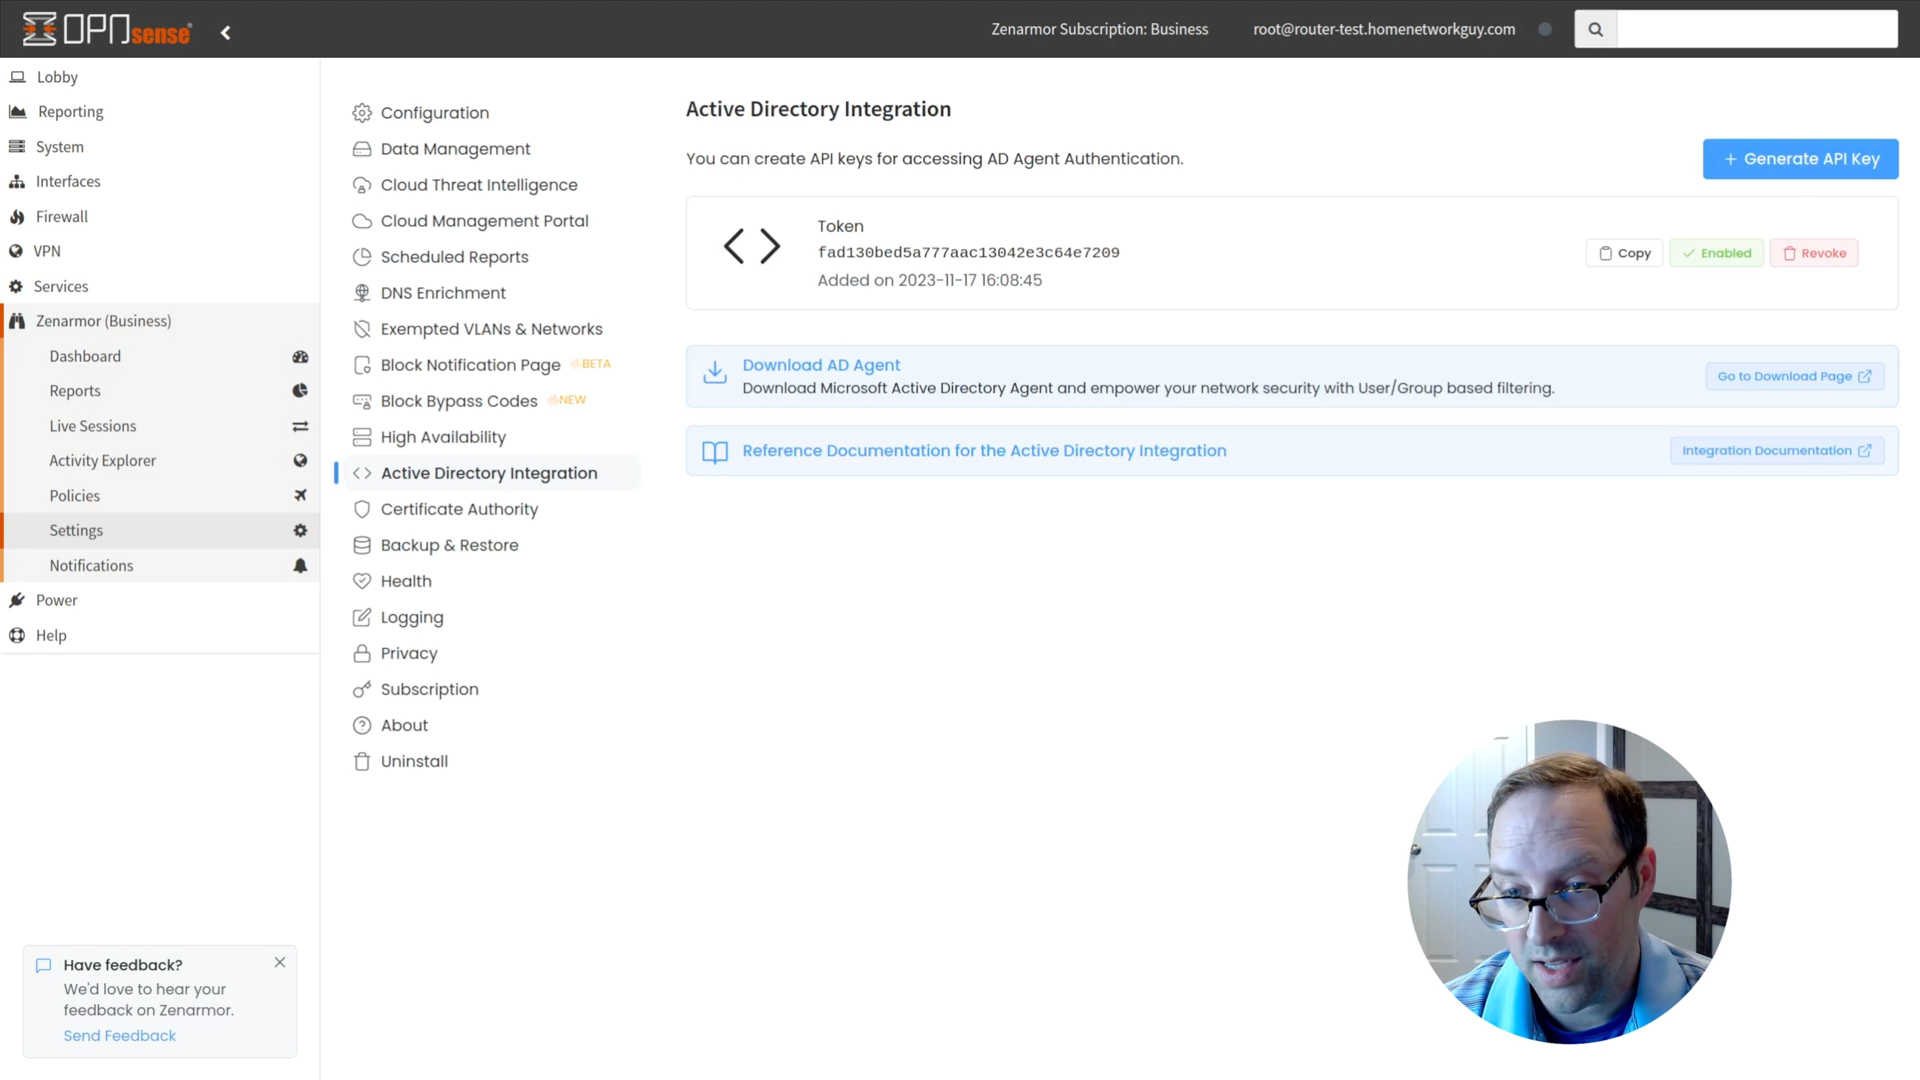 OPNsense
Zenarmor Subscription: Business
root@router-test.homenetworkguy.com
Lobby
Reporting
System
Interfaces
Firewall
VPN
Services
Zenarmor (Business)
Dashboard
Reports
Live Sessions
Activity Explorer
Policies
Settings
Notifications
Power
Help
Have feedback?
We'd love to hear your
feedback on Zenarmor.
Send Feedback
Configuration
Data Management
Cloud Threat Intelligence
Cloud Management Portal
Scheduled Reports
DNS Enrichment
Exempted VLANs & Networks
Block Notification Page BETA
Block Bypass Codes NEW
High Availability
Active Directory Integration
Certificate Authority
Backup & Restore
Health
Logging
Privacy
Subscription
About
Uninstall
Active Directory Integration
You can create API keys for accessing AD Agent Authentication.
+ Generate API Key
Token
fad130bed5a777aac13042e3c64e7209
Added on 2023-11-17 16:08:45
Copy
Enabled
Revoke
Download AD Agent
Download Microsoft Active Directory Agent and empower your network security with User/Group based filtering.
Go to Download Page
Reference Documentation for the Active Directory Integration
Integration Documentation